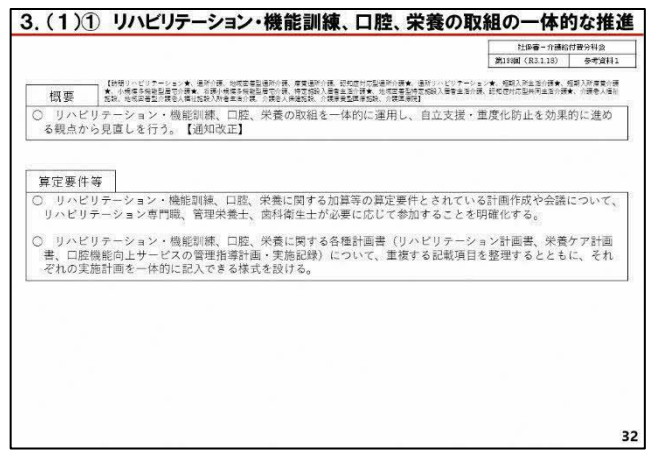 3.(1)① リハビリテーション・機能訓練、口腔、栄養の取組の一体的な推進
社保審-介護給付費分科会
第199回(R3.1.18) 参考資料1
概要
○ リハビリテーション・機能訓練、口腔、栄養の取組を一体的に運用し、自立支援・重度化防止を効果的に進め
る観点から見直しを行う。【通知改正】
算定要件等
○ リハビリテーション・機能訓練、口腔、栄養に関する加算等の算定要件とされている計画作成や会議について、
リハビリテーション専門職、管理栄養士、歯科衛生士が必要に応じて参加することを明確化する。
○ リハビリテーション・機能訓練、口腔、栄養に関する各種計画書(リハビリテーション計画書、栄養ケア計画
書、口腔機能向上サービスの管理指導計画・実施記録)について、重複する記載項目を整理するとともに、それ
ぞれの実施計画を一体的に記入できる様式を設ける。
32